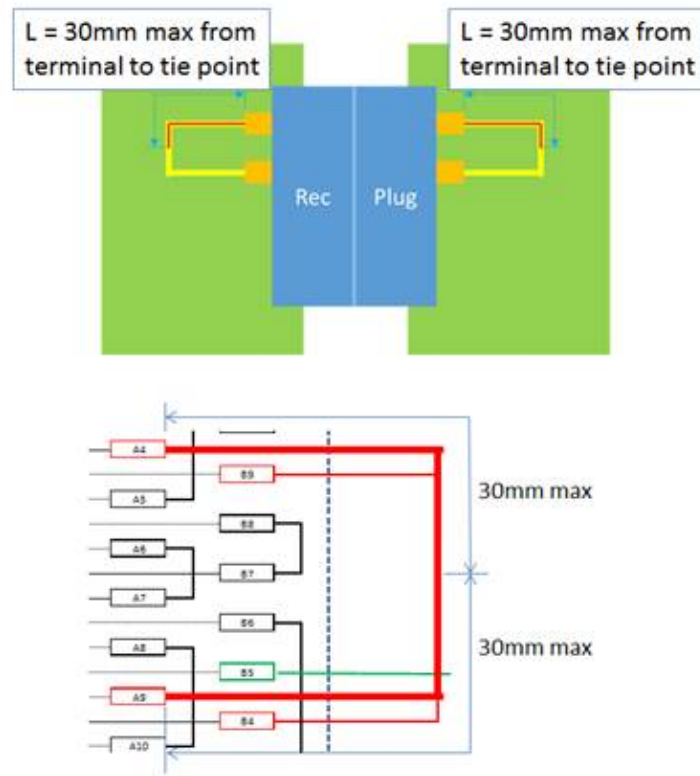 L = 30mm max from
terminal to tie point
L = 30mm max from
terminal to tie point
Rec
Plug
A4
B9
A5
B8
A6
B7
A7
B6
A8
B5
A9
B4
A10
30mm max
30mm max